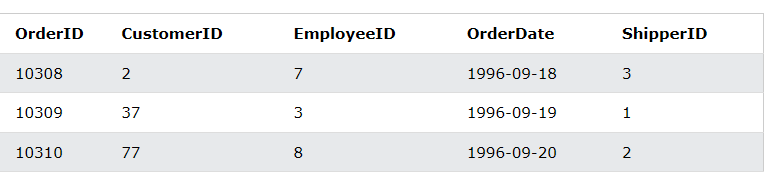 OrderID CustomerID EmployeeID OrderDate ShipperID
10308 2 7 1996-09-18 3
10309 37 3 1996-09-19 1
10310 77 8 1996-09-20 2